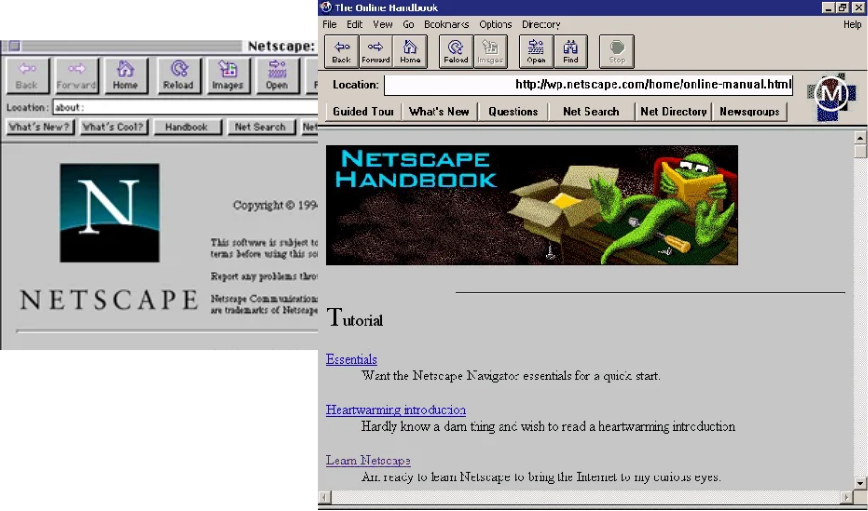 Netscape:
Back Forward Home Reload Images Open
Location: about:
What's New? What's Cool? Handbook Net Search
N
NETSCAPE
Copyright © 199
This software is subject to
terms before using this so
Report any problems throu
Netscape Communications
are trademarks of Netscape
The Online Handbook
File Edit View Go Bookmarks Options Directory Help
Back Forward Home Reload Images Open Find Stop
Location: http://wp.netscape.com/home/online-manual.html
M
Guided Tour What's New Questions Net Search Net Directory Newsgroups
NETSCAPE
HANDBOOK
Tutorial
Essentials
Want the Netscape Navigator essentials for a quick start.
Heartwarming introduction
Hardly know a darn thing and wish to read a heartwarming introduction
Learn Netscape
Am ready to learn Netscape to bring the Internet to my curious eyes.